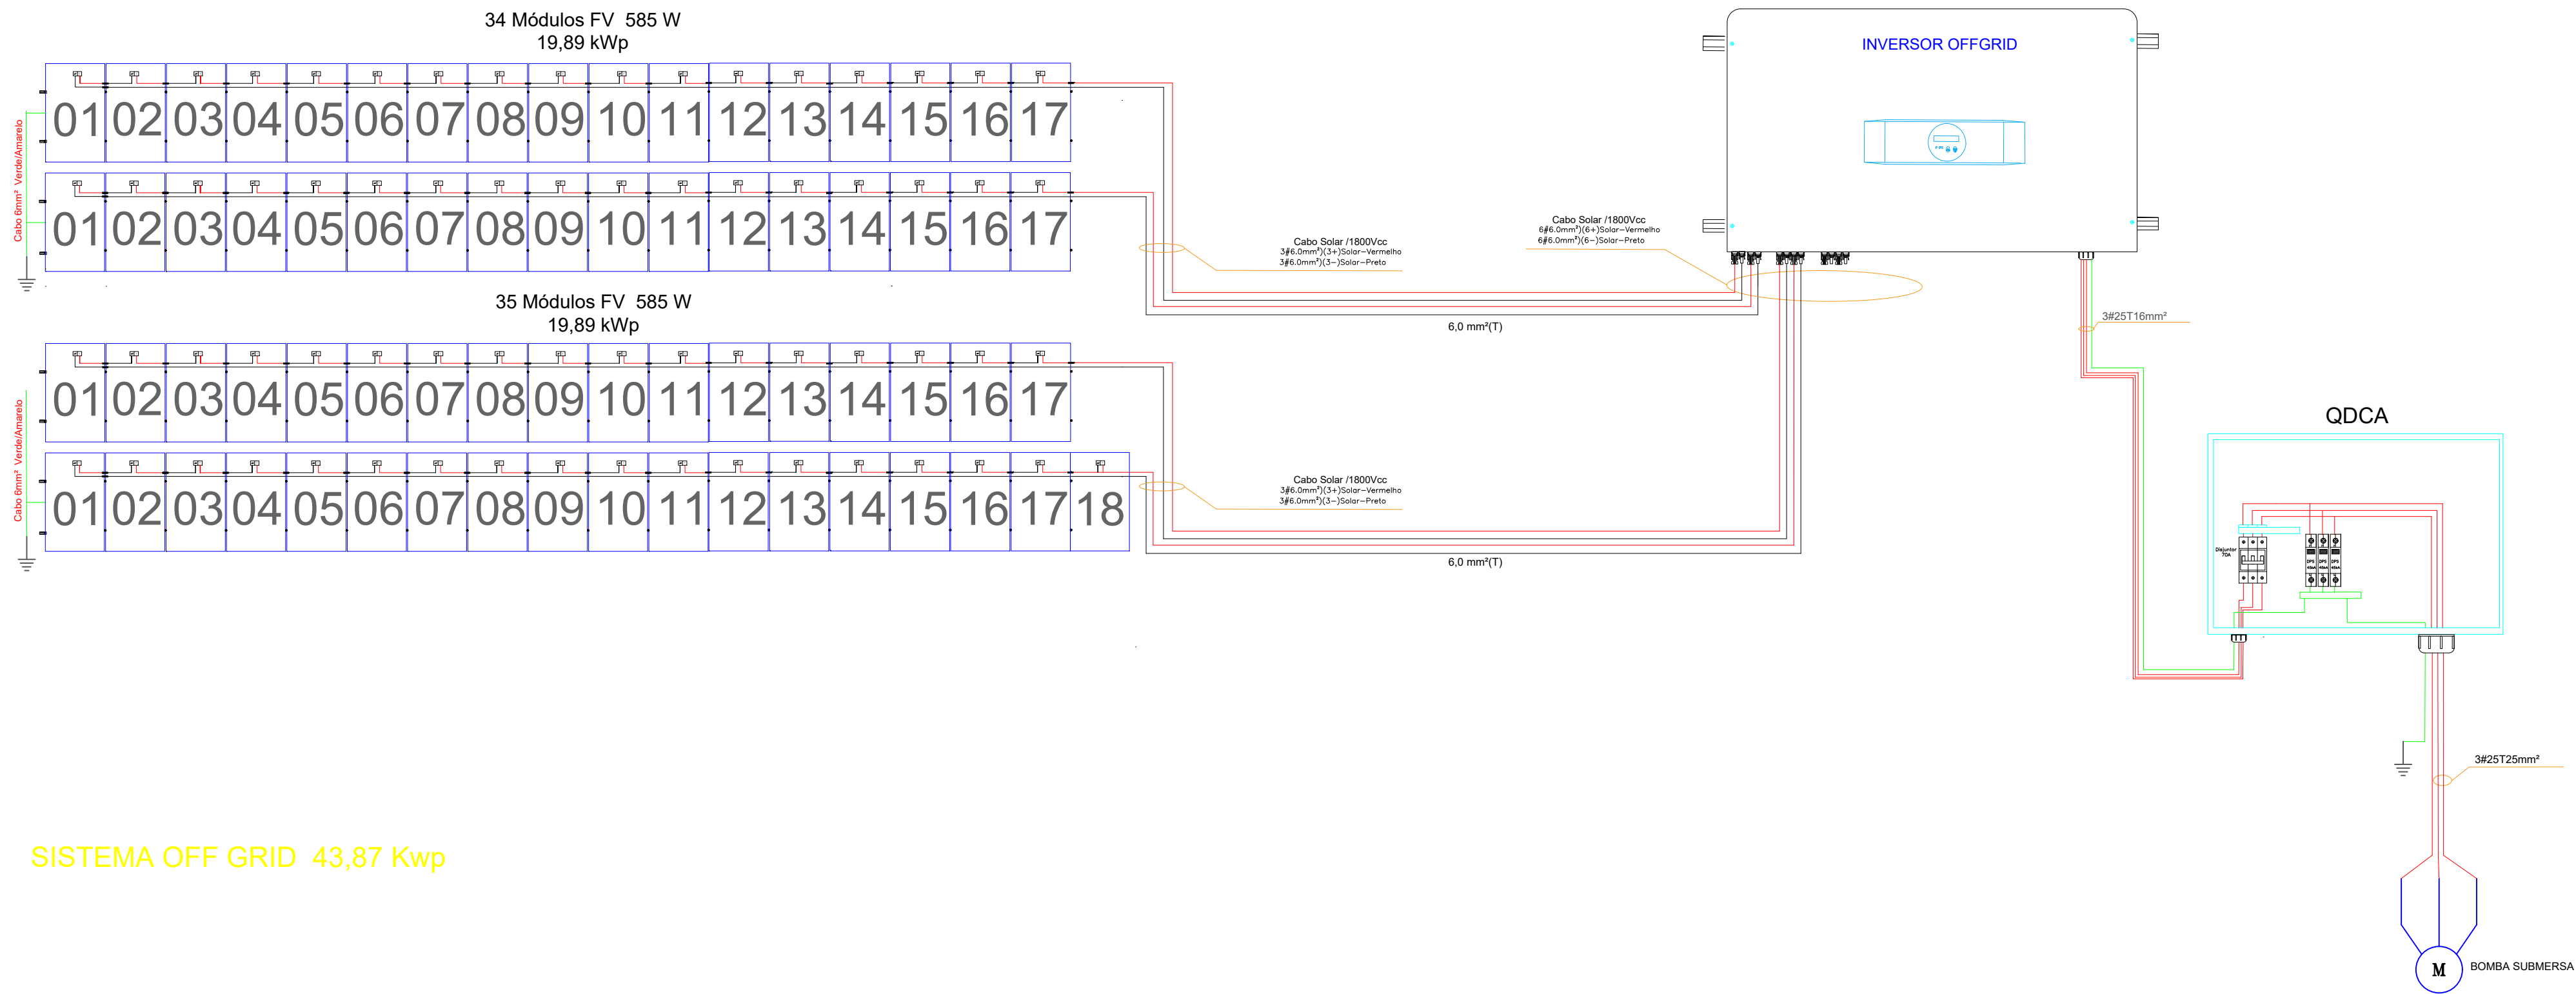 34 Módulos FV 585 W
19,89 kWp
01 02 03 04 05 06 07 08 09 10 11 12 13 14 15 16 17
01 02 03 04 05 06 07 08 09 10 11 12 13 14 15 16 17
Cabo 6mm² Verde/Amarelo
35 Módulos FV 585 W
19,89 kWp
01 02 03 04 05 06 07 08 09 10 11 12 13 14 15 16 17
01 02 03 04 05 06 07 08 09 10 11 12 13 14 15 16 17 18
Cabo 6mm² Verde/Amarelo
Cabo Solar /1800Vcc
3#6.0mm²)(3+)Solar-Vermelho
3#6.0mm²)(3-)Solar-Preto
Cabo Solar /1800Vcc
6#6.0mm²)(6+)Solar-Vermelho
6#6.0mm²)(6-)Solar-Preto
6,0 mm²(T)
Cabo Solar /1800Vcc
3#6.0mm²)(3+)Solar-Vermelho
3#6.0mm²)(3-)Solar-Preto
6,0 mm²(T)
INVERSOR OFFGRID
3#25T16mm²
QDCA
Disjuntor
70A
DPS DPS DPS
45kA 45kA 45kA
3#25T25mm²
M
BOMBA SUBMERSA
SISTEMA OFF GRID 43,87 Kwp